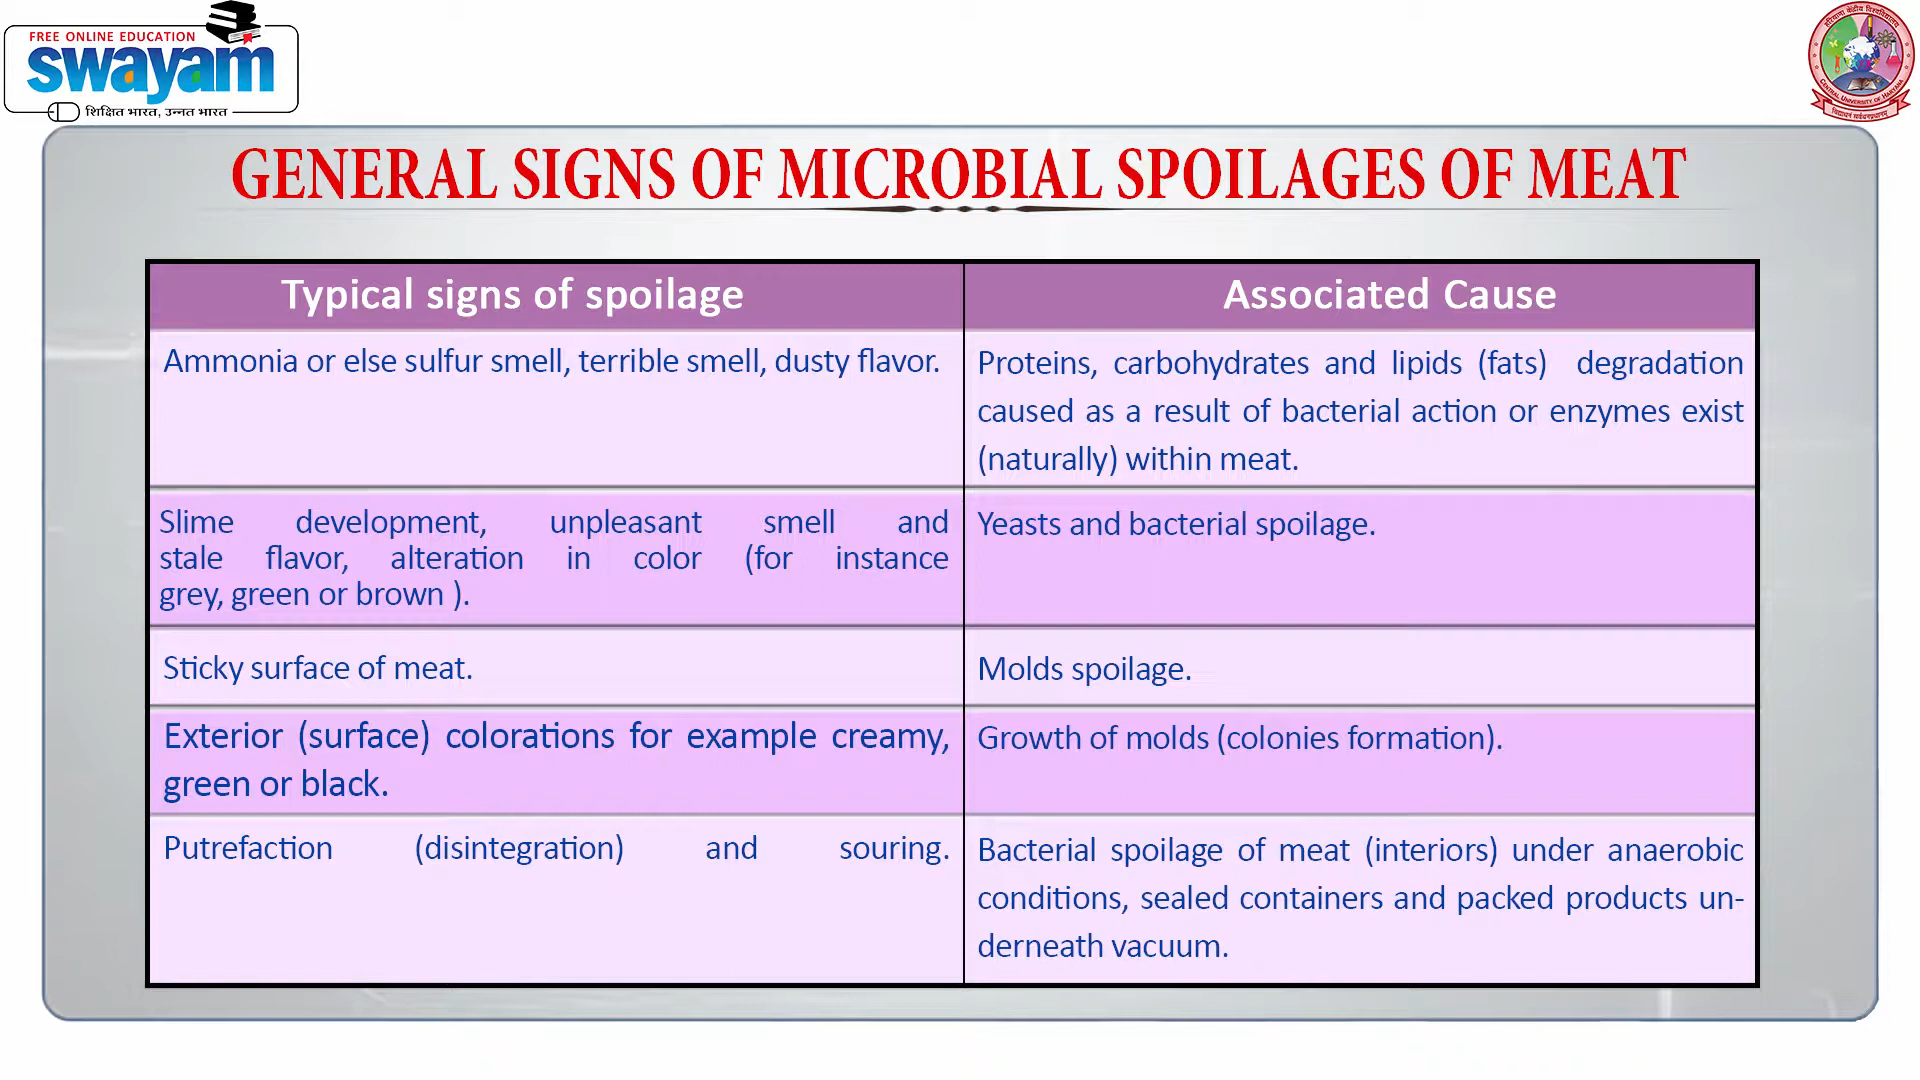 FREE ONLINE EDUCATION
swayam
शिक्षित भारत, उन्नत भारत
GENERAL SIGNS OF MICROBIAL SPOILAGES OF MEAT
Typical signs of spoilage
Associated Cause
Ammonia or else sulfur smell, terrible smell, dusty flavor.
Proteins, carbohydrates and lipids (fats) degradation
caused as a result of bacterial action or enzymes exist
(naturally) within meat.
Slime development, unpleasant smell and
stale flavor, alteration in color (for instance
grey, green or brown ).
Yeasts and bacterial spoilage.
Sticky surface of meat.
Molds spoilage.
Exterior (surface) colorations for example creamy,
green or black.
Growth of molds (colonies formation).
Putrefaction (disintegration) and souring.
Bacterial spoilage of meat (interiors) under anaerobic
conditions, sealed containers and packed products un-
derneath vacuum.
CENTRAL UNIVERSITY OF HARYANA